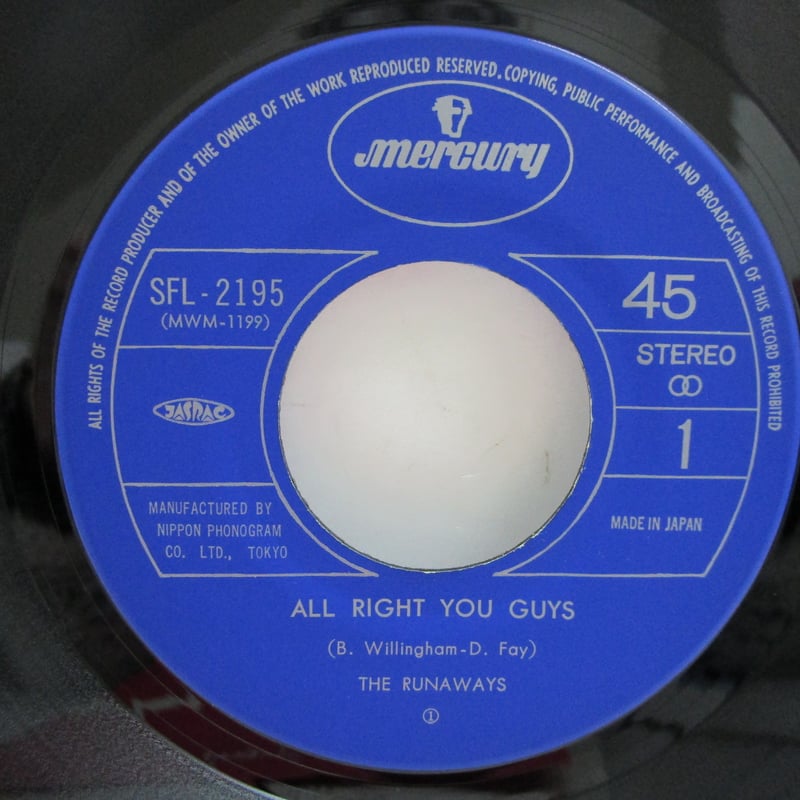 ALL RIGHTS OF THE RECORD PRODUCER AND OF THE OWNER OF THE WORK REPRODUCED RESERVED. COPYING, PUBLIC PERFORMANCE AND BROADCASTING OF THIS RECORD PROHIBITED
mercury
SFL-2195
(MWM-1199)
JASRAC
MANUFACTURED BY
NIPPON PHONOGRAM
CO. LTD., TOKYO
45
STEREO
1
MADE IN JAPAN
ALL RIGHT YOU GUYS
(B. Willingham-D. Fay)
THE RUNAWAYS
①